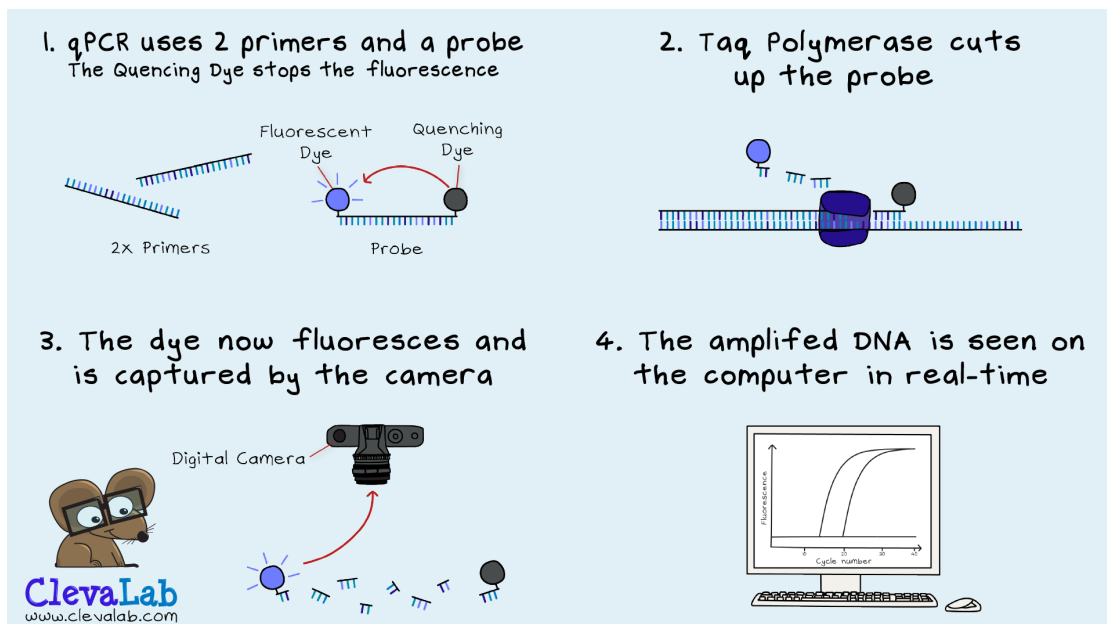 1. qPCR uses 2 primers and a probe
The Quencing Dye stops the fluorescence
Fluorescent
Dye
Quenching
Dye
2x Primers
Probe
2. Taq Polymerase cuts
up the probe
3. The dye now fluoresces and
is captured by the camera
Digital Camera
ClevaLab
www.clevalab.com
4. The amplifed DNA is seen on
the computer in real-time
Fluorescence
20
30
40
Cycle number